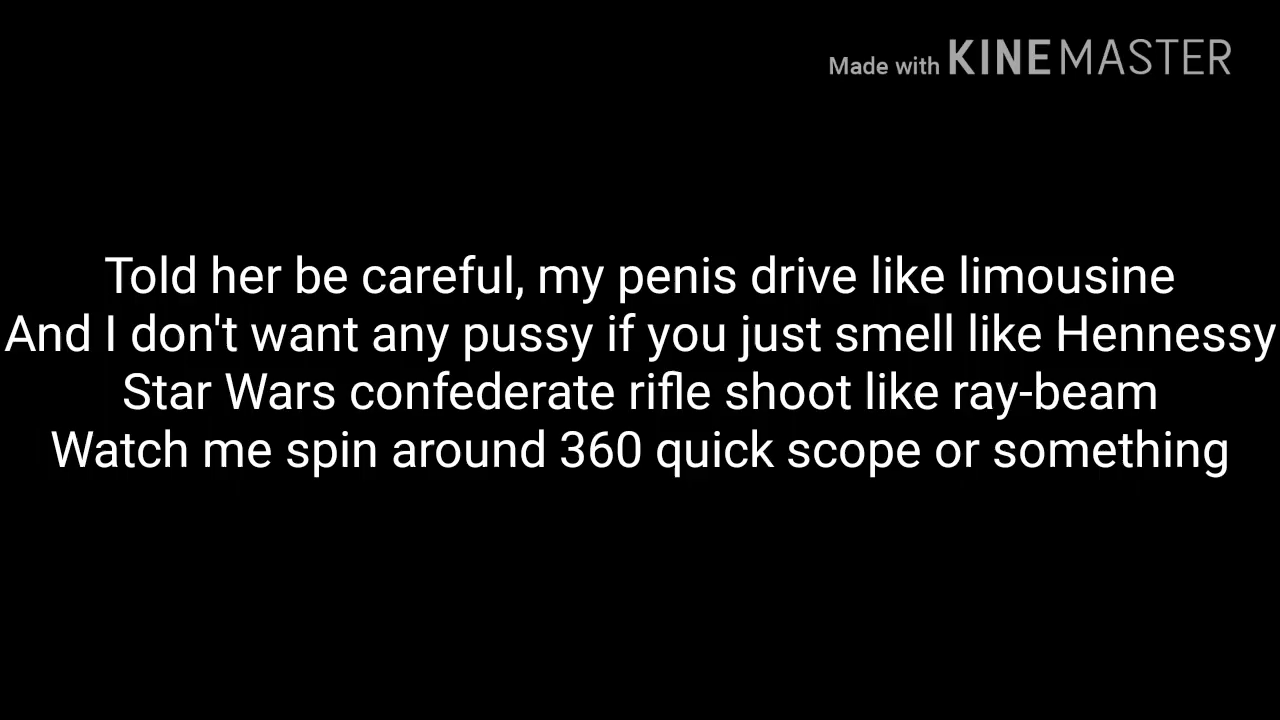 Made with KINEMASTER
Told her be careful, my penis drive like limousine
And I don't want any pussy if you just smell like Hennessy
Star Wars confederate rifle shoot like ray-beam
Watch me spin around 360 quick scope or something